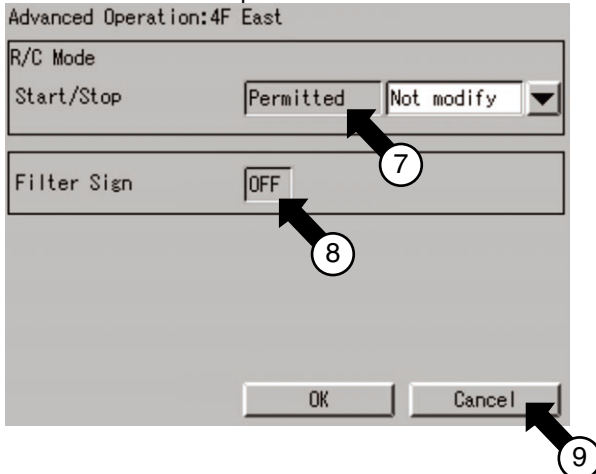 Advanced Operation:4F East
R/C Mode
Start/Stop Permitted Not modify
7
Filter Sign OFF
8
OK Cancel
9